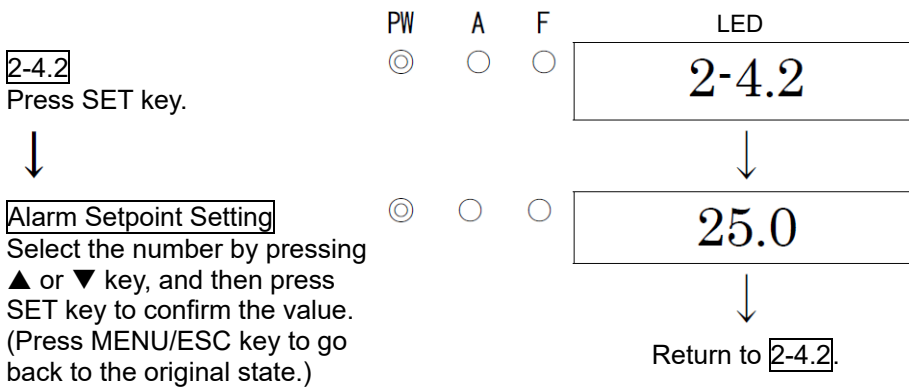 PW A F LED
2-4.2
Press SET key.
2-4.2
↓
↓
Alarm Setpoint Setting
Select the number by pressing
▲ or ▼ key, and then press
SET key to confirm the value.
(Press MENU/ESC key to go
back to the original state.)
25.0
↓
Return to 2-4.2.